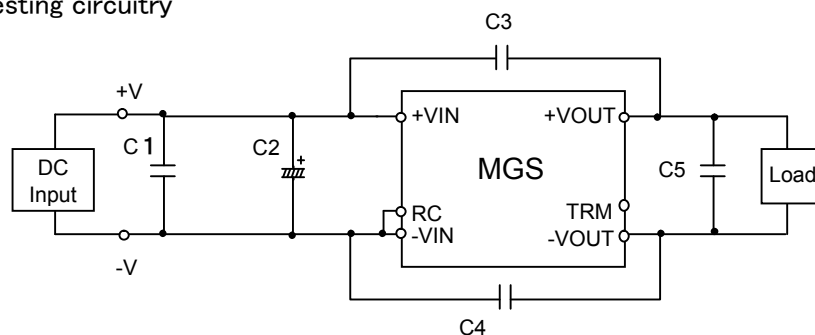 esting circuitry
C3
+V
+VIN
+VOUT
C1
C2
+
DC
Input
MGS
C5
Load
RC
TRM
-VIN
-VOUT
-V
C4